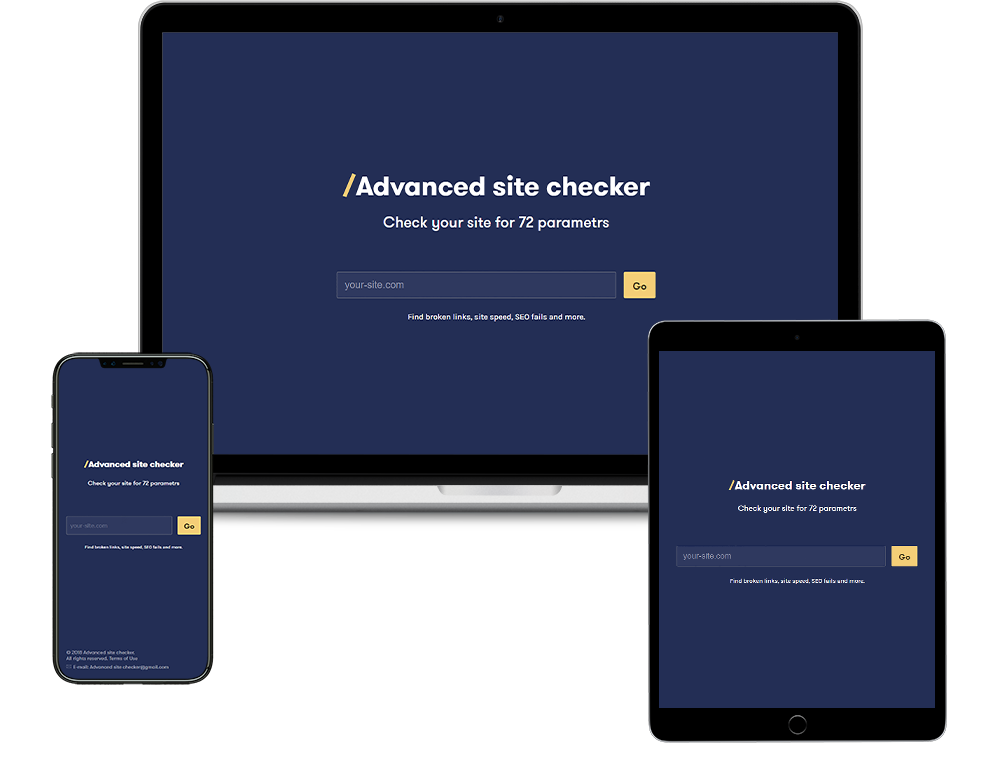 /Advanced site checker
Check your site for 72 parametrs
your-site.com
Go
Find broken links, site speed, SEO fails and more.
/Advanced site checker
Check your site for 72 parametrs
your-site.com
Go
Find broken links, site speed, SEO fails and more.
© 2018 Advanced site checker.
All rights reserved. Terms of Use
E-mail: Advanced site checker@gmail.com
/Advanced site checker
Check your site for 72 parametrs
your-site.com
Go
Find broken links, site speed, SEO fails and more.